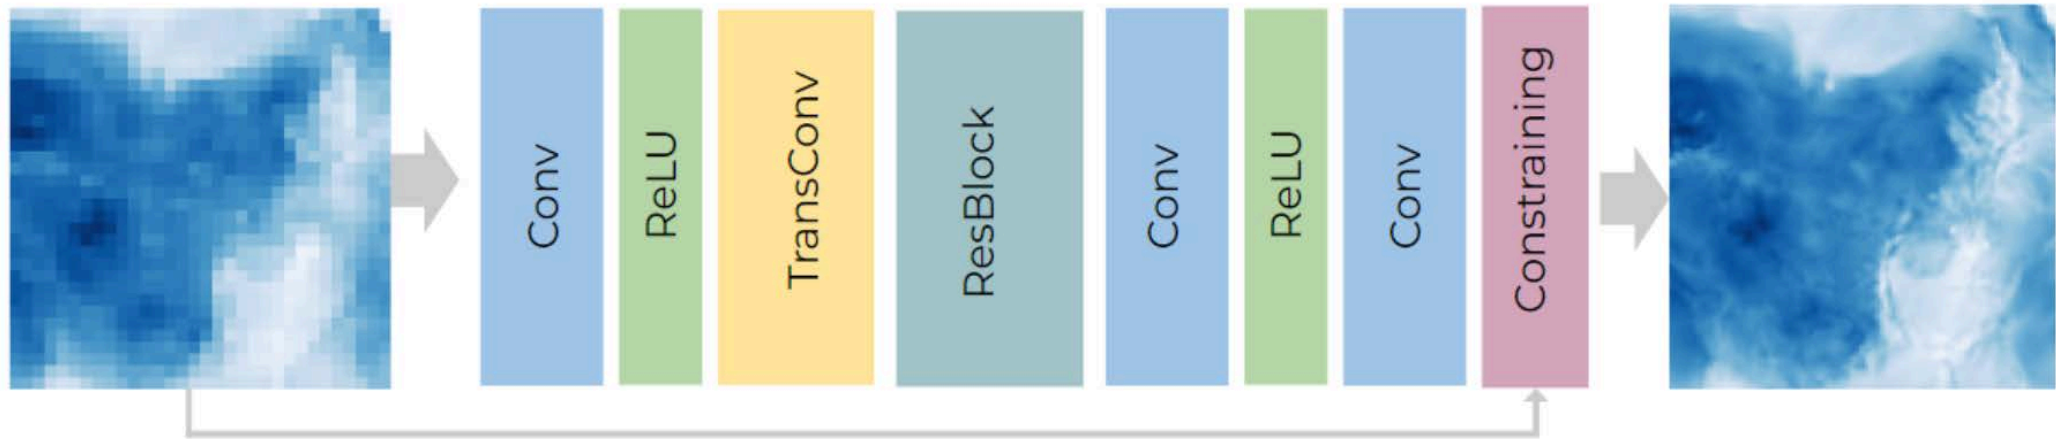 Conv
ReLU
TransConv
ResBlock
Conv
ReLU
Conv
Constraining